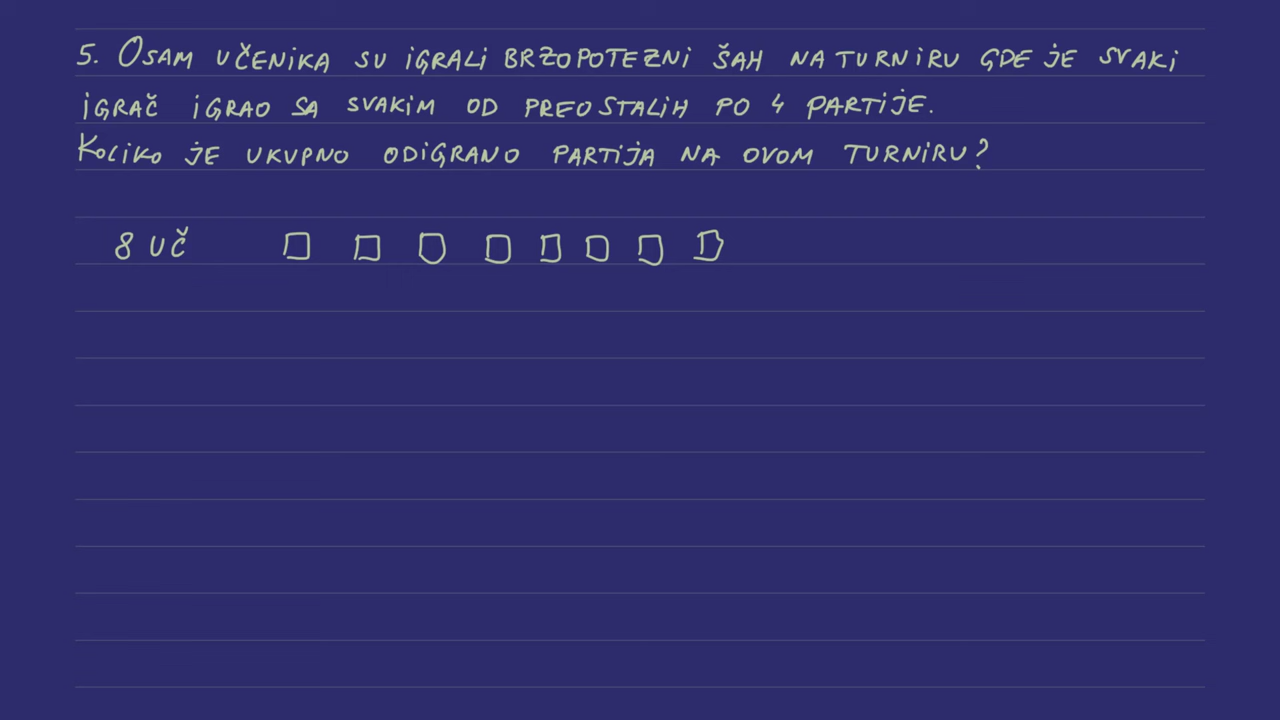 5. OSAM UČENIKA SU IGRALI BRZOPOTEZNI ŠAH NA TURNIRU GDE JE SVAKI
IGRAČ IGRAO SA SVAKIM OD PREOSTALIH PO 4 PARTIJE.
KOLIKO JE UKUPNO ODIGRANO PARTIJA NA OVOM TURNIRU?
8 UČ